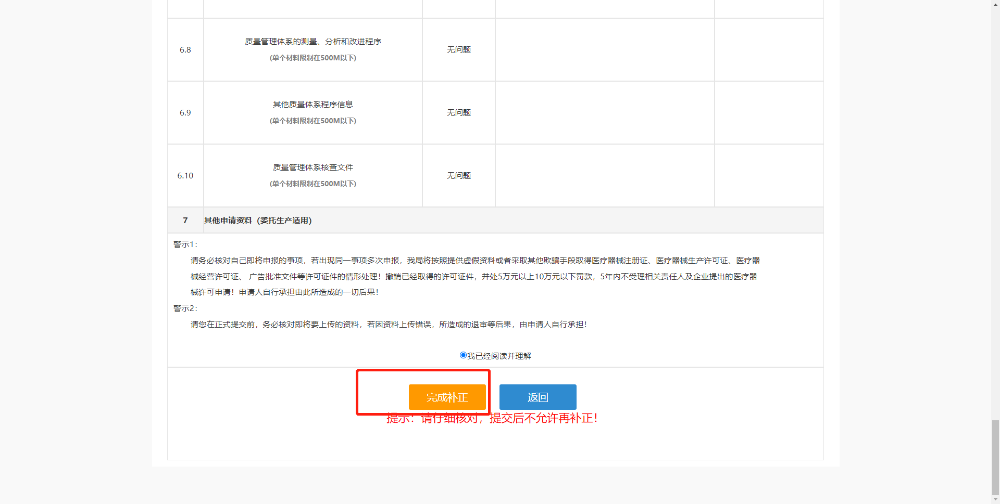 6.8
质量管理体系的测量、分析和改进程序
(单个材料限制在500M以下)
无问题
6.9
其他质量体系程序信息
(单个材料限制在500M以下)
无问题
6.10
质量管理体系核查文件
(单个材料限制在500M以下)
无问题
7 其他申请资料（委托生产适用）
警示1：
请务必核对自己即将申报的事项，若出现同一事项多次申报，我局将按照提供虚假资料或者采取其他欺骗手段取得医疗器械注册证、医疗器械生产许可证、医疗器
械经营许可证、 广告批准文件等许可证件的情形处理！撤销已经取得的许可证件，并处5万元以上10万元以下罚款，5年内不受理相关责任人及企业提出的医疗器
械许可申请！申请人自行承担由此所造成的一切后果！
警示2：
请您在正式提交前，务必核对即将要上传的资料，若因资料上传错误，所造成的退审等后果，由申请人自行承担！
我已经阅读并理解
完成补正 返回
提示：请仔细核对，提交后不允许再补正！